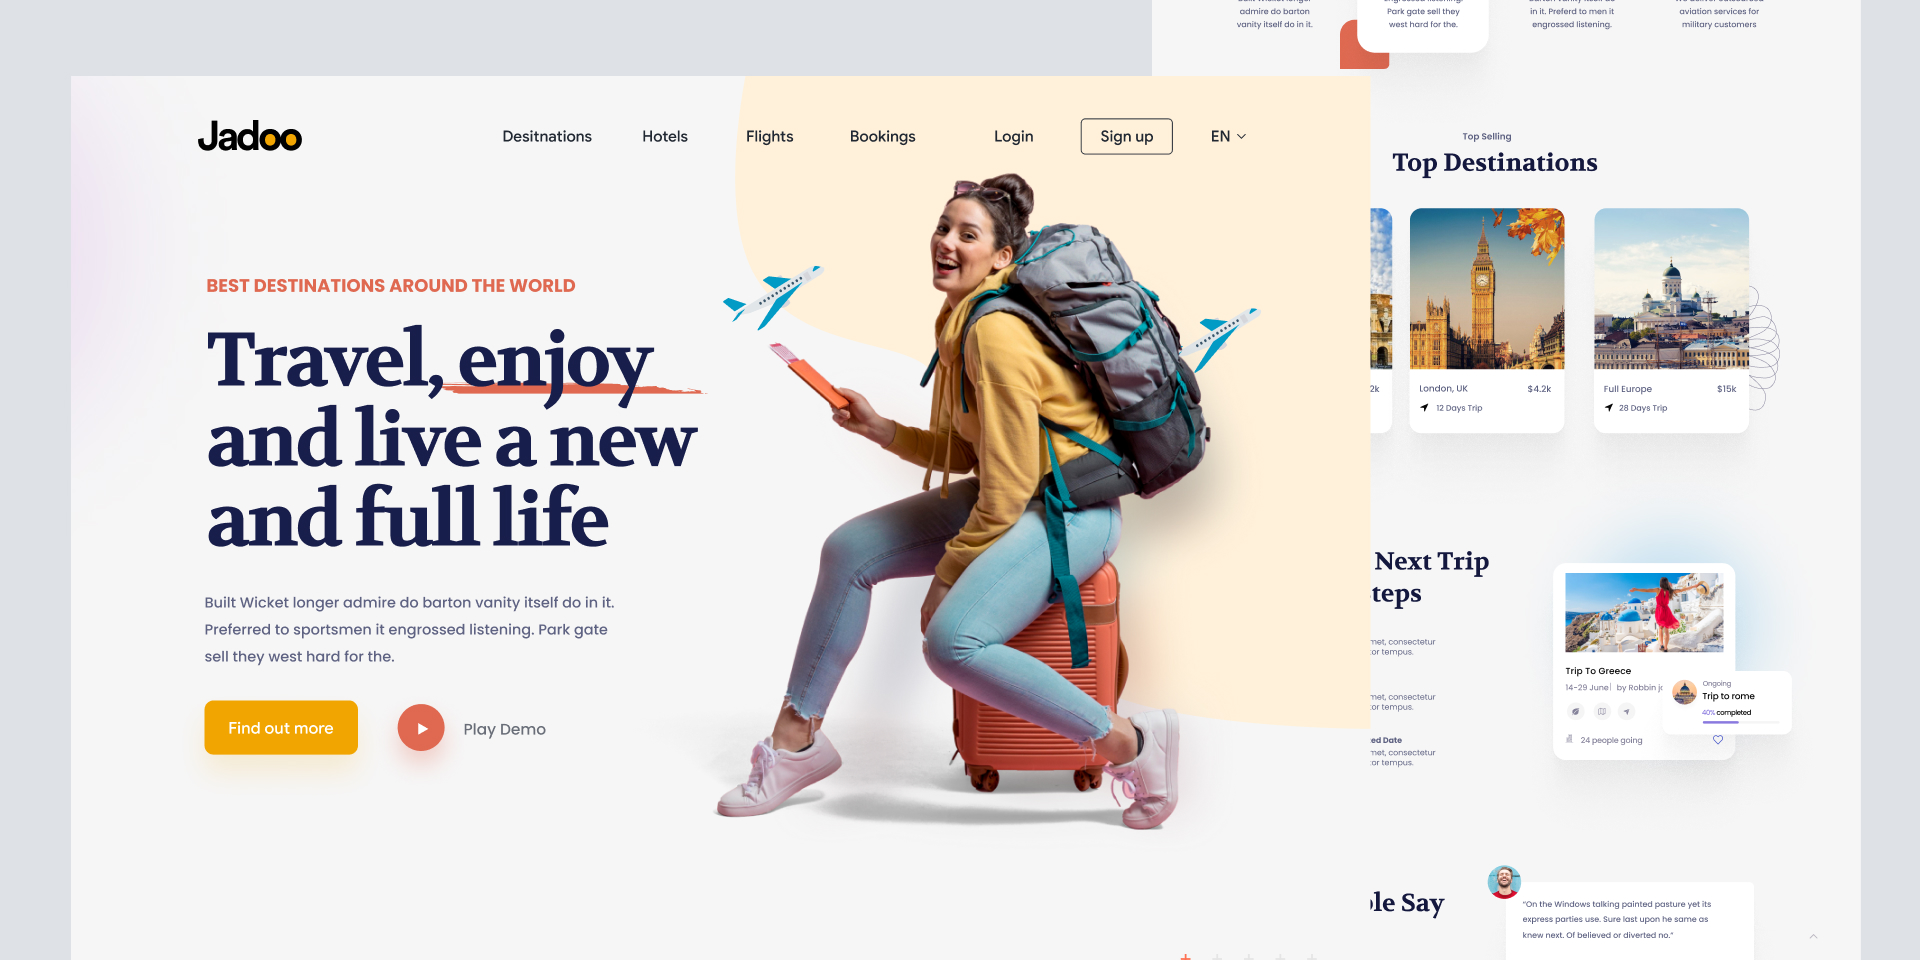 Jadoo
Desitnations
Hotels
Flights
Bookings
Login
Sign up
EN
BEST DESTINATIONS AROUND THE WORLD
Travel, enjoy
and live a new
and full life
Built Wicket longer admire do barton vanity itself do in it.
Preferred to sportsmen it engrossed listening. Park gate
sell they west hard for the.
Find out more
Play Demo
admire do barton
vanity itself do in it.
Park gate sell they
west hard for the.
in it. Preferd to men it
engrossed listening.
aviation services for
military customers
Top Selling
Top Destinations
2k
London, UK
$4.2k
12 Days Trip
Full Europe
$15k
28 Days Trip
Next Trip
teps
met, consectetur
or tempus.
met, consectetur
or tempus.
ed Date
met, consectetur
or tempus.
Trip To Greece
14-29 June | by Robbin
24 people going
Ongoing
Trip to rome
40% completed
ple Say
“On the Windows talking painted pasture yet its
express parties use. Sure last upon he same as
knew next. Of believed or diverted no.”